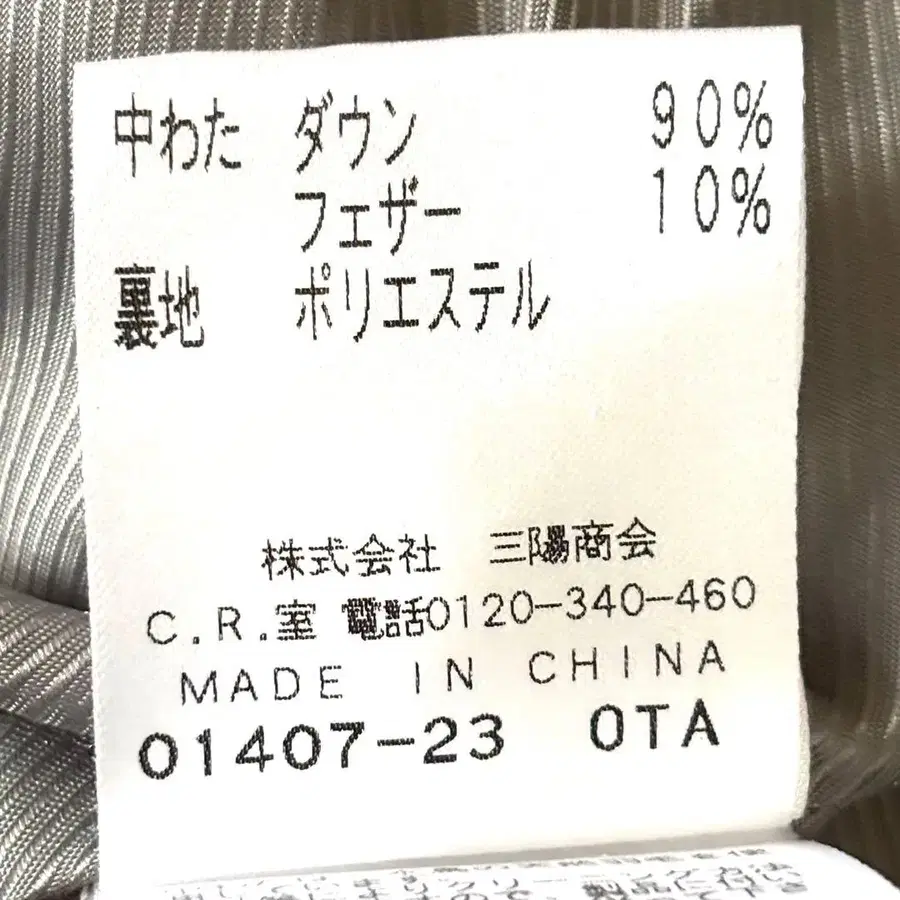 中わた ダウン 90%
フェザー 10%
裏地 ポリエステル
株式会社 三陽商会
C.R.室 電話0120-340-460
MADE IN CHINA
01407-23 OTA